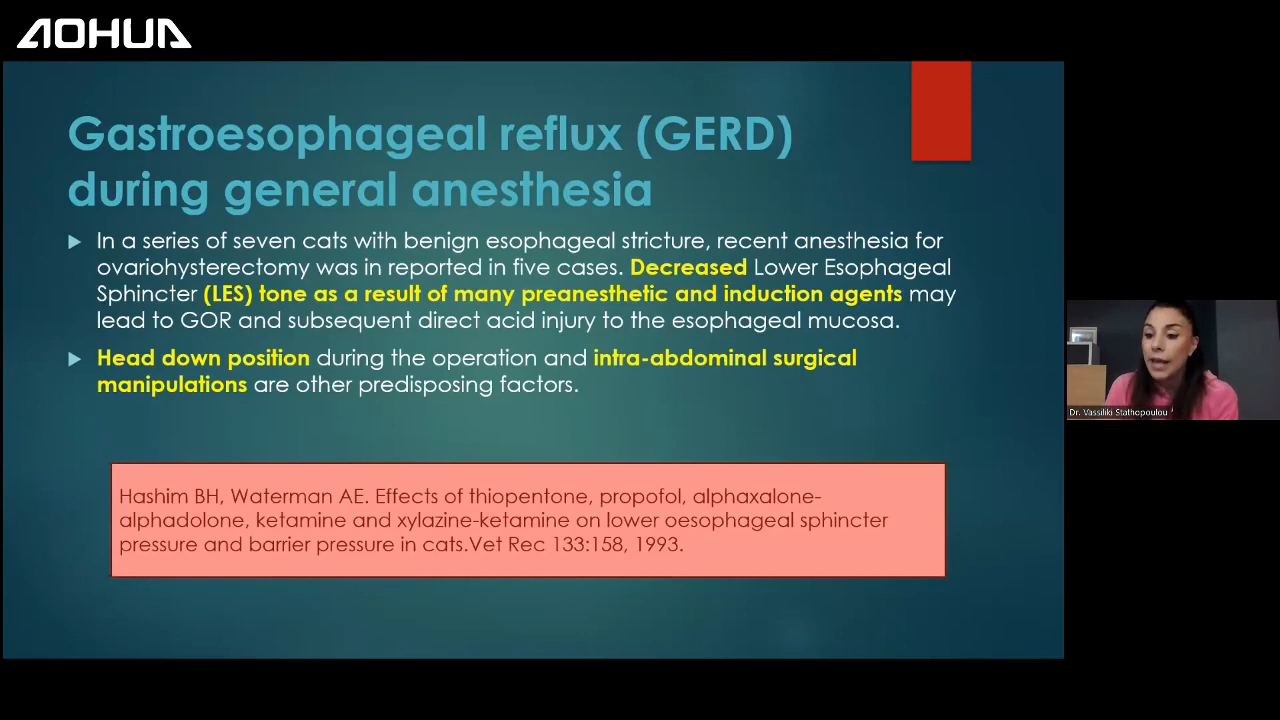 AOHUA
Gastroesophageal reflux (GERD)
during general anesthesia
In a series of seven cats with benign esophageal stricture, recent anesthesia for
ovariohysterectomy was in reported in five cases. Decreased Lower Esophageal
Sphincter (LES) tone as a result of many preanesthetic and induction agents may
lead to GOR and subsequent direct acid injury to the esophageal mucosa.
Head down position during the operation and intra-abdominal surgical
manipulations are other predisposing factors.
Hashim BH, Waterman AE. Effects of thiopentone, propofol, alphaxalone-
alphadolone, ketamine and xylazine-ketamine on lower oesophageal sphincter
pressure and barrier pressure in cats.Vet Rec 133:158, 1993.
Dr. Vassiliki Stathopoulou